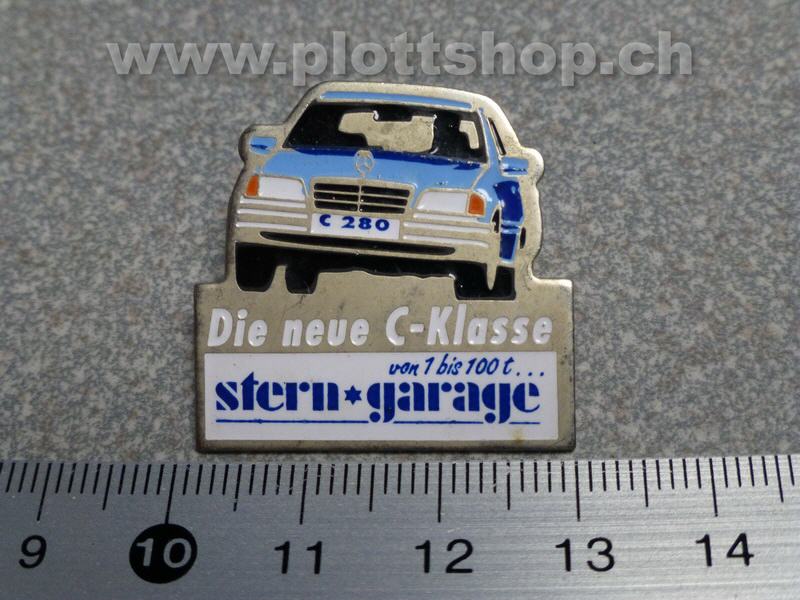 www.plottshop.ch
C 280
Die neue C-Klasse
von 1 bis 100 t...
stern garage
9 10 11 12 13 14